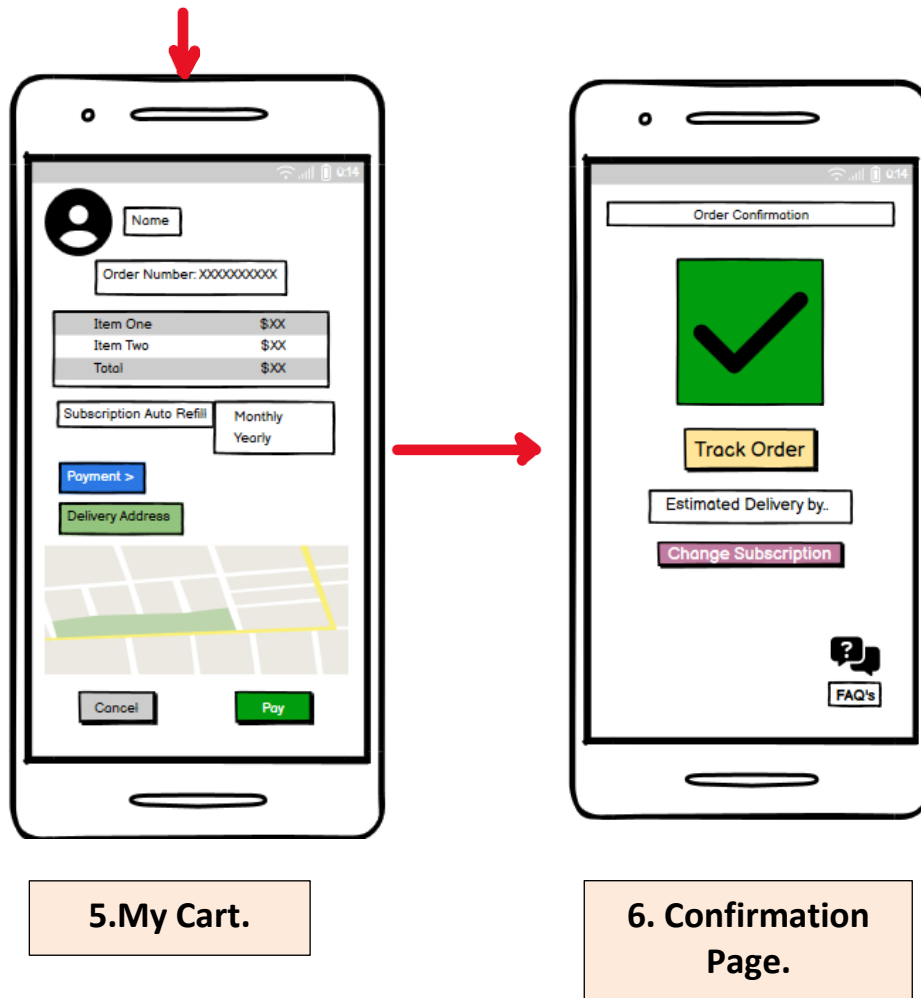 0:14
Name
Order Number: XXXXXXXXXX
Item One $XX
Item Two $XX
Total $XX
Subscription Auto Refill
Monthly
Yearly
Payment >
Delivery Address
Cancel
Pay
5.My Cart.
0:14
Order Confirmation
Track Order
Estimated Delivery by..
Change Subscription
?
FAQ's
6. Confirmation
Page.